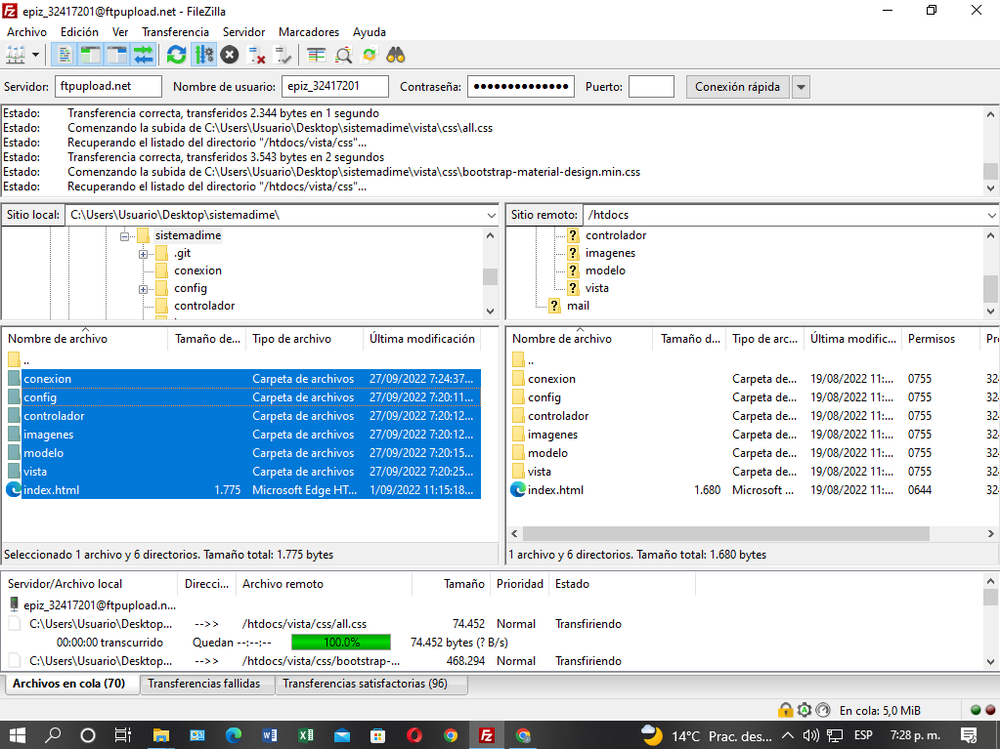 epiz_32417201@ftpupload.net - FileZilla
Archivo Edición Ver Transferencia Servidor Marcadores Ayuda
Servidor: ftpupload.net Nombre de usuario: epiz_32417201 Contraseña: ●●●●●●●●●●●●●● Puerto: Conexión rápida
Estado: Transferencia correcta, transferidos 2.344 bytes en 1 segundo
Estado: Comenzando la subida de C:\Users\Usuario\Desktop\sistemadime\vista\css\all.css
Estado: Recuperando el listado del directorio "/htdocs/vista/css"...
Estado: Transferencia correcta, transferidos 3.543 bytes en 2 segundos
Estado: Comenzando la subida de C:\Users\Usuario\Desktop\sistemadime\vista\css\bootstrap-material-design.min.css
Estado: Recuperando el listado del directorio "/htdocs/vista/css"...
Sitio local: C:\Users\Usuario\Desktop\sistemadime\
sistemadime
.git
conexion
config
controlador
Sitio remoto: /htdocs
controlador
imagenes
modelo
vista
mail
Nombre de archivo Tamaño de... Tipo de archivo Última modificación
..
conexion Carpeta de archivos 27/09/2022 7:24:37...
config Carpeta de archivos 27/09/2022 7:20:11...
controlador Carpeta de archivos 27/09/2022 7:20:12...
imagenes Carpeta de archivos 27/09/2022 7:20:12...
modelo Carpeta de archivos 27/09/2022 7:20:15...
vista Carpeta de archivos 27/09/2022 7:20:25...
index.html 1.775 Microsoft Edge HT... 1/09/2022 11:15:18...
Seleccionado 1 archivo y 6 directorios. Tamaño total: 1.775 bytes
Nombre de archivo Tamaño d... Tipo de arc... Última modific... Permisos Pr
..
conexion Carpeta de... 19/08/2022 11:... 0755 324
config Carpeta de... 19/08/2022 11:... 0755 324
controlador Carpeta de... 19/08/2022 11:... 0755 324
imagenes Carpeta de... 19/08/2022 11:... 0755 324
modelo Carpeta de... 19/08/2022 11:... 0755 324
vista Carpeta de... 19/08/2022 11:... 0755 324
index.html 1.680 Microsoft ... 19/08/2022 11:... 0644 324
1 archivo y 6 directorios. Tamaño total: 1.680 bytes
Servidor/Archivo local Direcci... Archivo remoto Tamaño Prioridad Estado
epiz_32417201@ftpupload.n...
C:\Users\Usuario\Desktop... -->> /htdocs/vista/css/all.css 74.452 Normal Transfiriendo
00:00:00 transcurrido Quedan --:--:-- 100.0% 74.452 bytes (? B/s)
C:\Users\Usuario\Desktop... -->> /htdocs/vista/css/bootstrap-... 468.294 Normal Transfiriendo
Archivos en cola (70) Transferencias fallidas Transferencias satisfactorias (96)
En cola: 5,0 MiB
14°C Prac. des... ESP 7:28 p. m.